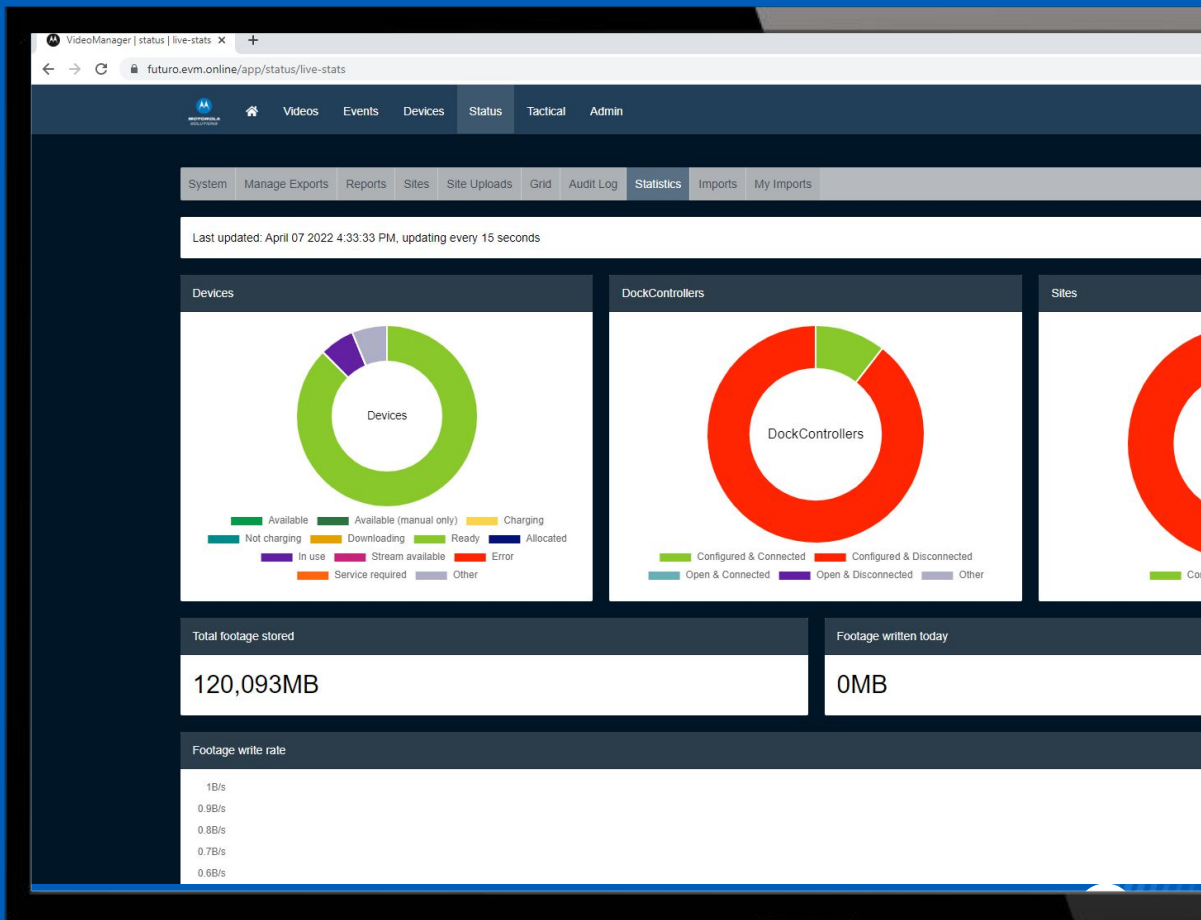 VideoManager | status | live-stats
futuro.evm.online/app/status/live-stats
MOTOROLA SOLUTIONS
Videos Events Devices Status Tactical Admin
System Manage Exports Reports Sites Site Uploads Grid Audit Log Statistics Imports My Imports
Last updated: April 07 2022 4:33:33 PM, updating every 15 seconds
Devices DockControllers Sites
Devices
Available Available (manual only) Charging
Not charging Downloading Ready Allocated
In use Stream available Error
Service required Other
DockControllers
Configured & Connected Configured & Disconnected
Open & Connected Open & Disconnected Other
Total footage stored Footage written today
120,093MB 0MB
Footage write rate
1B/s
0.9B/s
0.8B/s
0.7B/s
0.6B/s